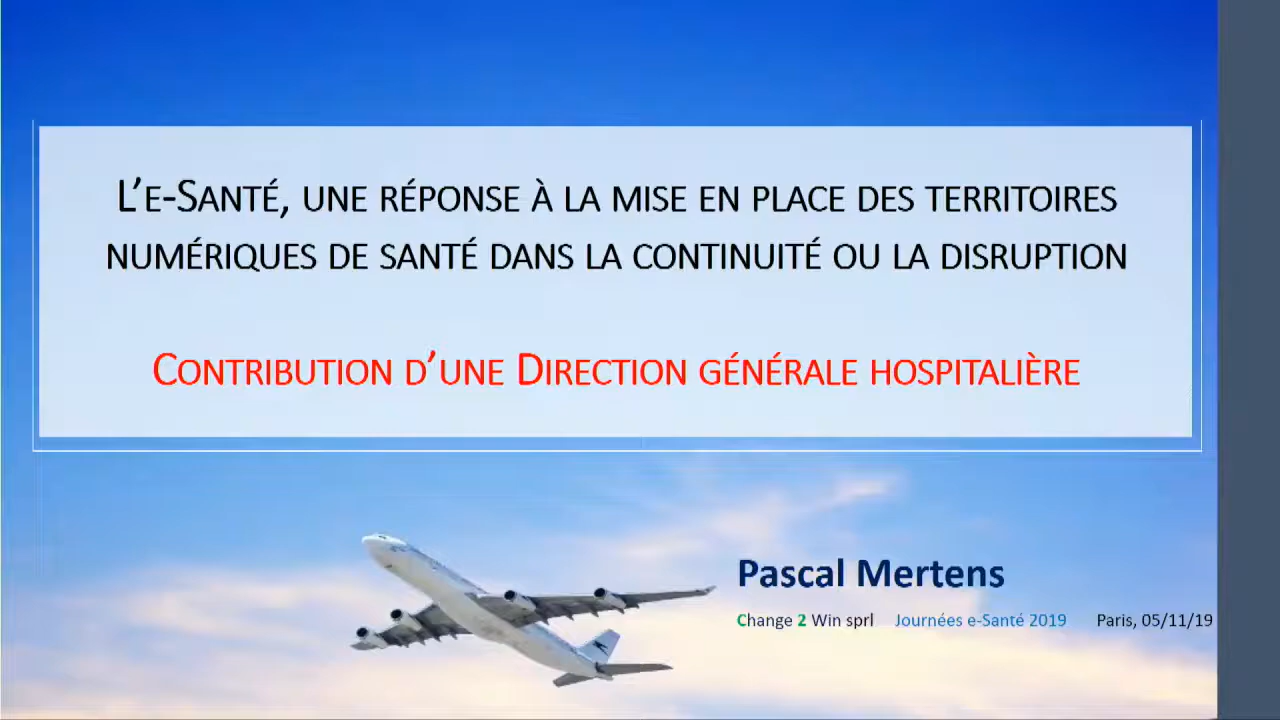 L'e-Santé, une réponse à la mise en place des territoires
numériques de santé dans la continuité ou la disruption
Contribution d'une Direction générale hospitalière
Pascal Mertens
Change 2 Win sprl Journées e-Santé 2019 Paris, 05/11/19